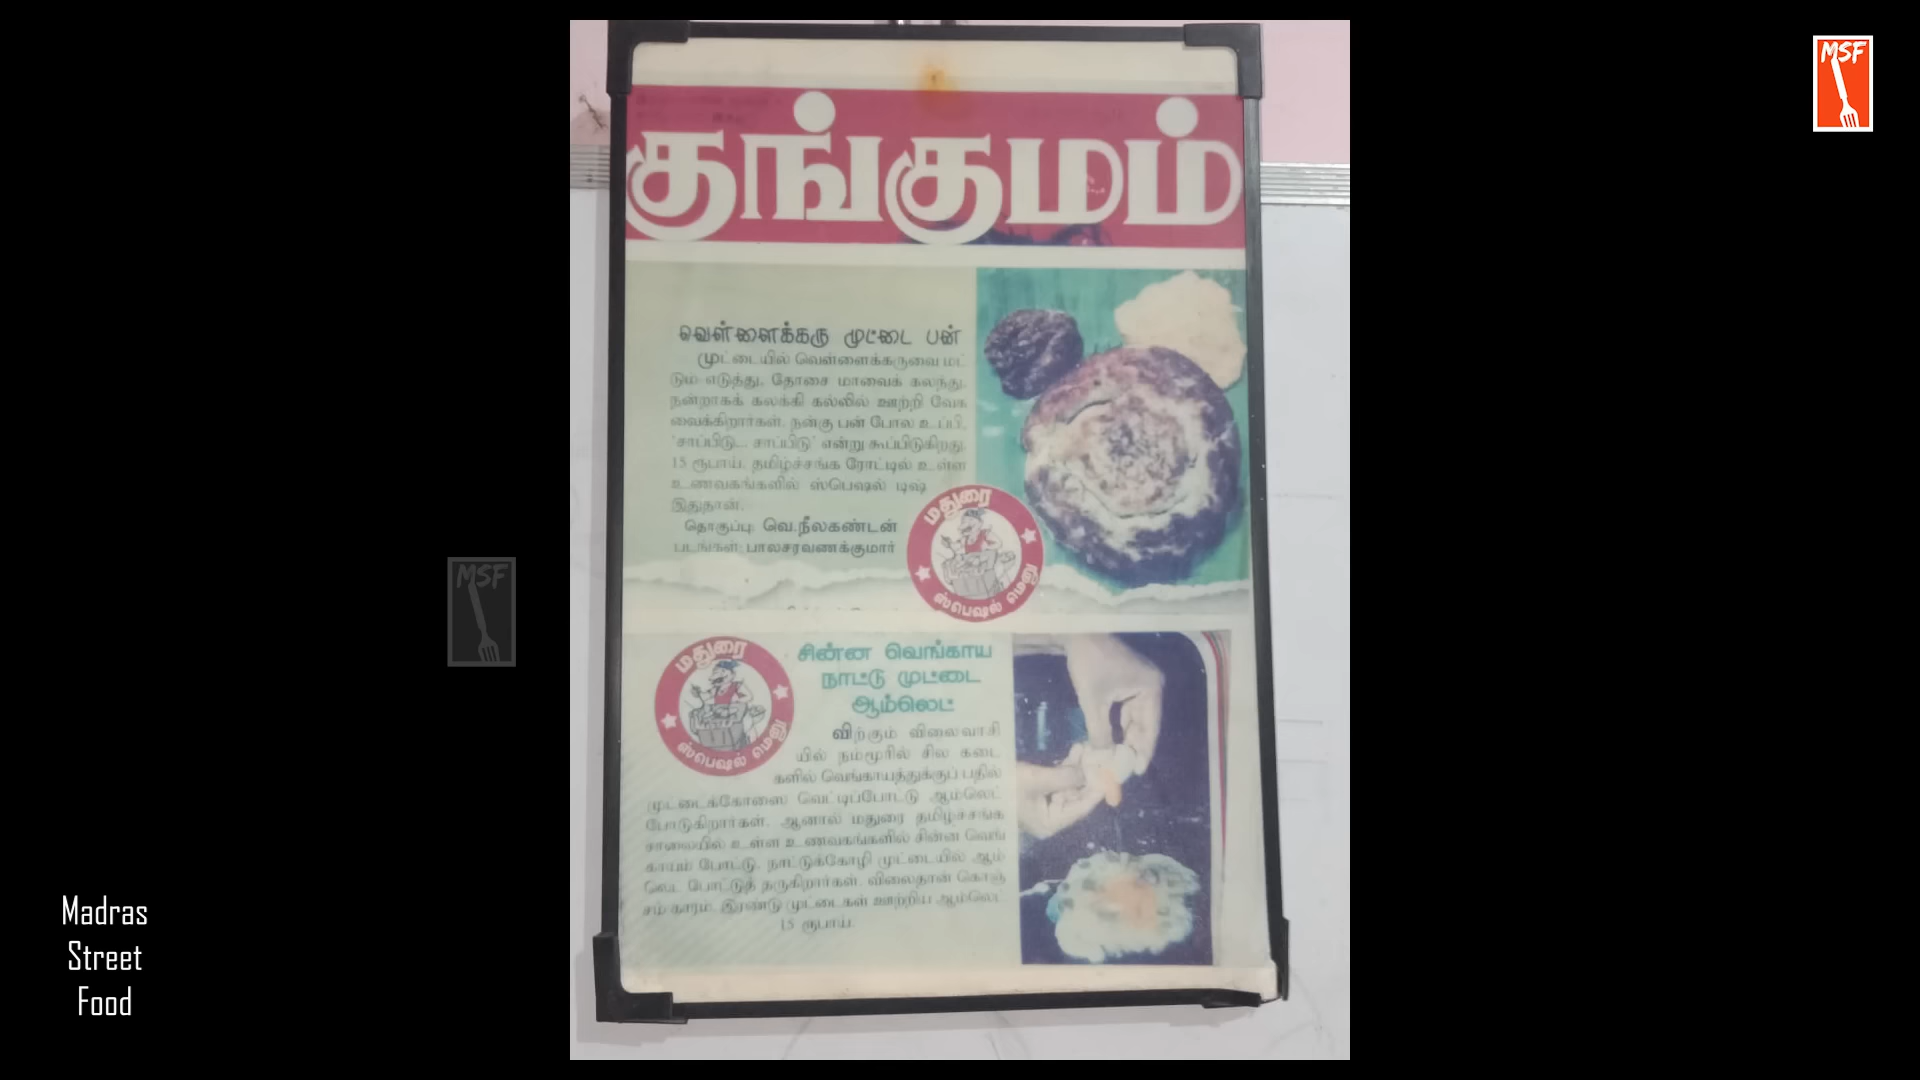 MSF
குங்குமம்
வெள்ளைக்கரு முட்டை பன்
முட்டையில் வெள்ளைக்கருவை மட்
டும் எடுத்து, தோசை மாவைக் கலந்து,
நன்றாகக் கலக்கி கல்லில் ஊற்றி வேக
வைக்கிறார்கள். நன்கு பன் போல உப்பி,
'சாப்பிடு... சாப்பிடு' என்று கூப்பிடுகிறது.
15 ரூபாய். தமிழ்ச்சங்க ரோட்டில் உள்ள
உணவகங்களில் ஸ்பெஷல் டிஷ்
இதுதான்.
தொகுப்பு: வெ.நீலகண்டன்
படங்கள்: பாலசரவணக்குமார்
மதுரை
ஸ்பெஷல் மெனு
MSF
மதுரை
ஸ்பெஷல் மெனு
சின்ன வெங்காய
நாட்டு முட்டை
ஆம்லெட்
விற்கும் விலைவாசி
யில் நம்மூரில் சில கடை
களில் வெங்காயத்துக்குப் பதில்
முட்டைக்கோஸை வெட்டிப்போட்டு ஆம்லெட்
போடுகிறார்கள். ஆனால் மதுரை தமிழ்ச்சங்க
சாலையில் உள்ள உணவகங்களில் சின்ன வெங்
காயம் போட்டு, நாட்டுக்கோழி முட்டையில் ஆம்
லெட் போட்டுத் தருகிறார்கள். விலைதான் கொஞ்
சம் காரம். இரண்டு முட்டைகள் ஊற்றிய ஆம்லெட்
15 ரூபாய்.
Madras
Street
Food